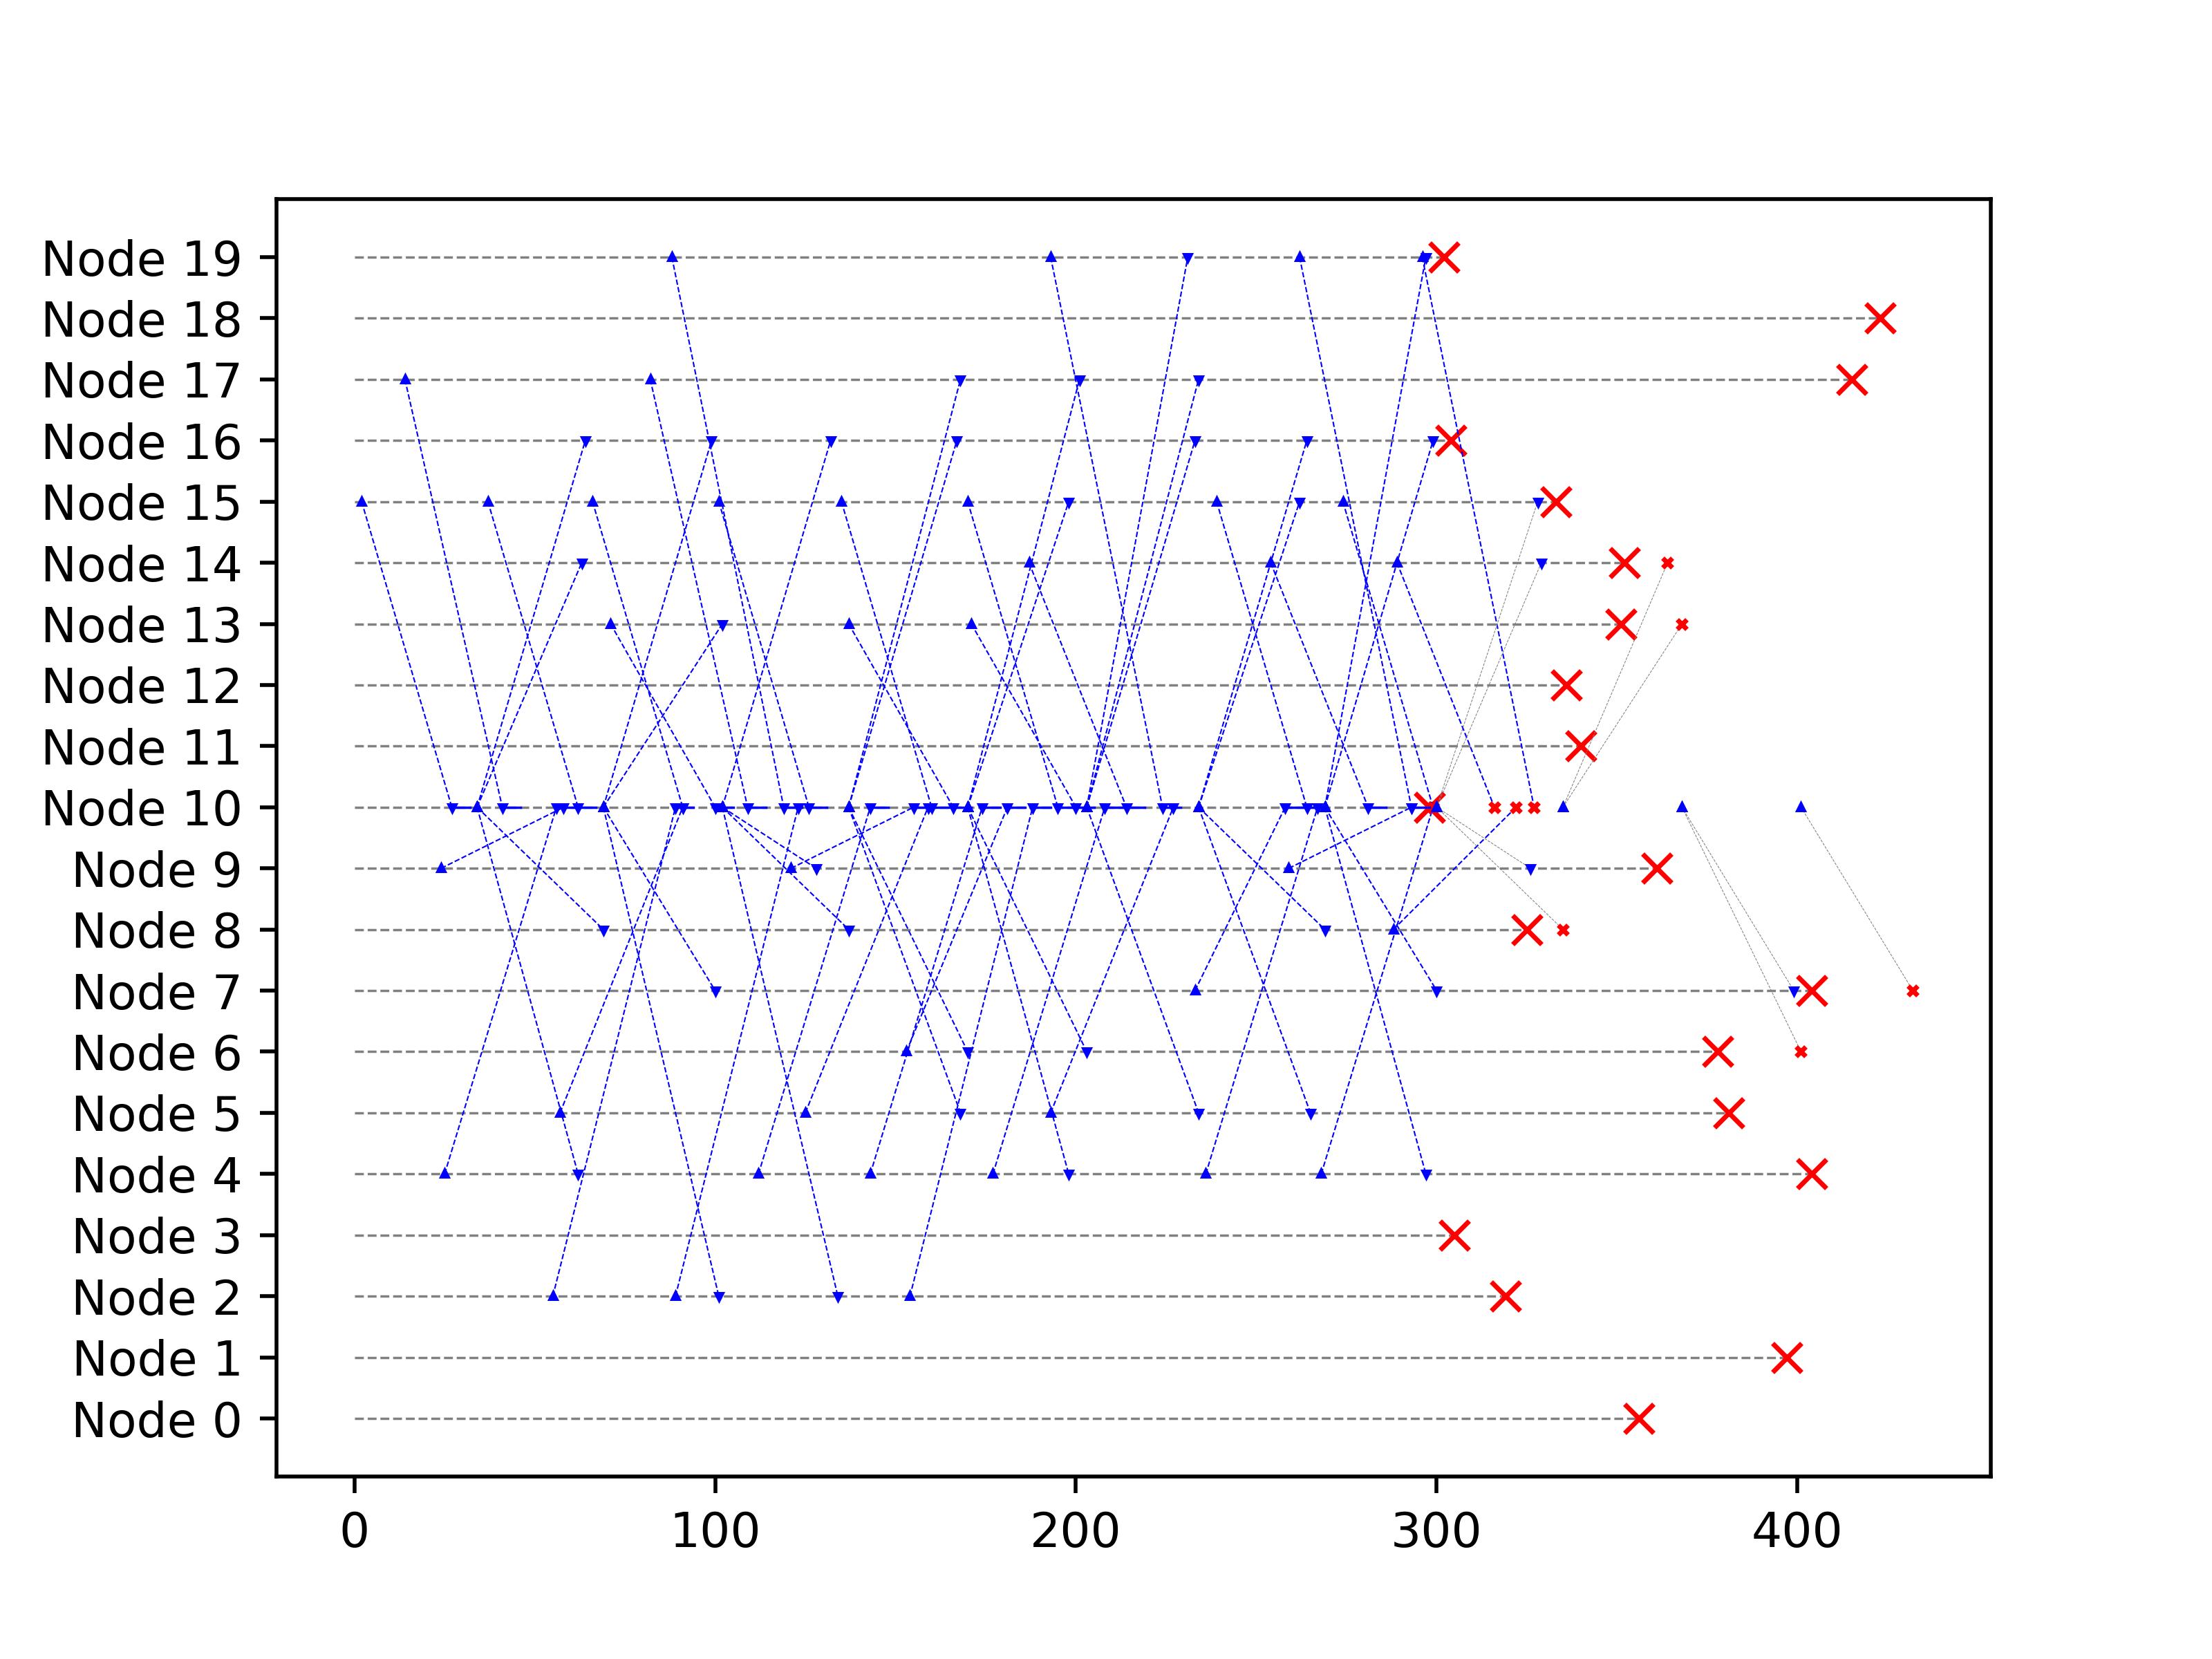 Node 19
Node 18
Node 17
Node 16
Node 15
Node 14
Node 13
Node 12
Node 11
Node 10
Node 9
Node 8
Node 7
Node 6
Node 5
Node 4
Node 3
Node 2
Node 1
Node 0
0 100 200 300 400